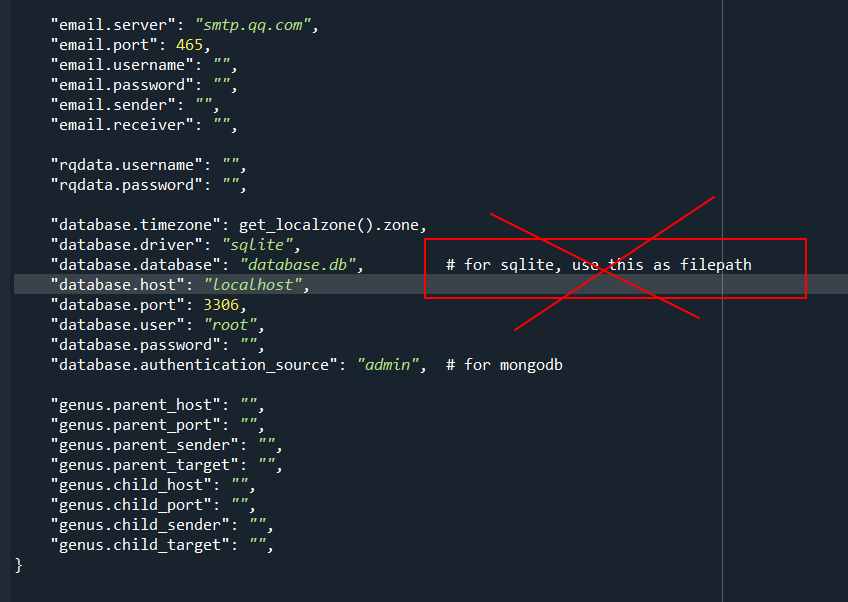 "email.server": "smtp.qq.com",
"email.port": 465,
"email.username": "",
"email.password": "",
"email.sender": "",
"email.receiver": "",
"rqdata.username": "",
"rqdata.password": "",
"database.timezone": get_localzone().zone,
"database.driver": "sqlite",
"database.database": "database.db",         # for sqlite, use this as filepath
"database.host": "localhost",
"database.port": 3306,
"database.user": "root",
"database.password": "",
"database.authentication_source": "admin",  # for mongodb
"genus.parent_host": "",
"genus.parent_port": "",
"genus.parent_sender": "",
"genus.parent_target": "",
"genus.child_host": "",
"genus.child_port": "",
"genus.child_sender": "",
"genus.child_target": "",
}